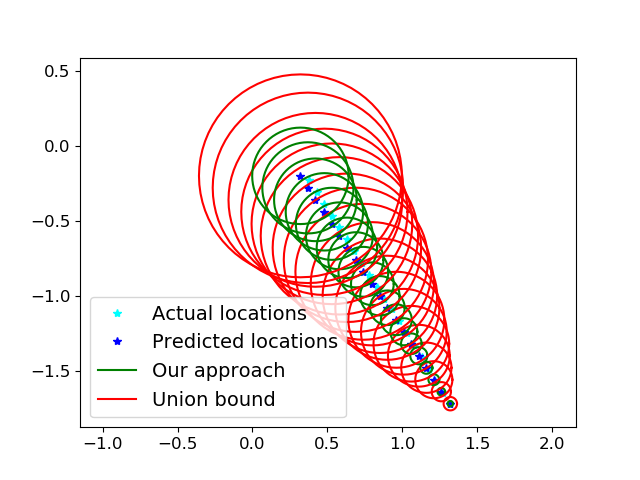 0.5
0.0
−0.5
−1.0
−1.5
Actual locations
Predicted locations
Our approach
Union bound
−1.0 −0.5 0.0 0.5 1.0 1.5 2.0